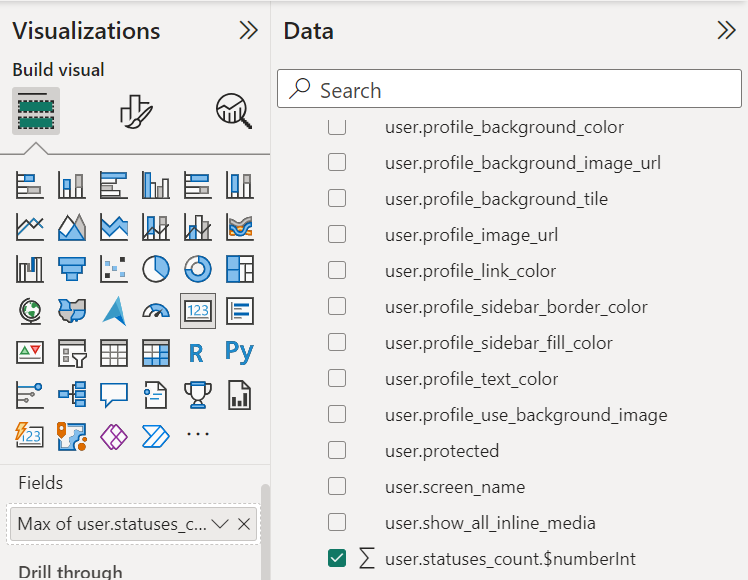 Visualizations
Build visual
123
R
Py
123
Fields
Max of user.statuses_c...
Drill through
Data
Search
user.profile_background_color
user.profile_background_image_url
user.profile_background_tile
user.profile_image_url
user.profile_link_color
user.profile_sidebar_border_color
user.profile_sidebar_fill_color
user.profile_text_color
user.profile_use_background_image
user.protected
user.screen_name
user.show_all_inline_media
∑ user.statuses_count.$numberInt